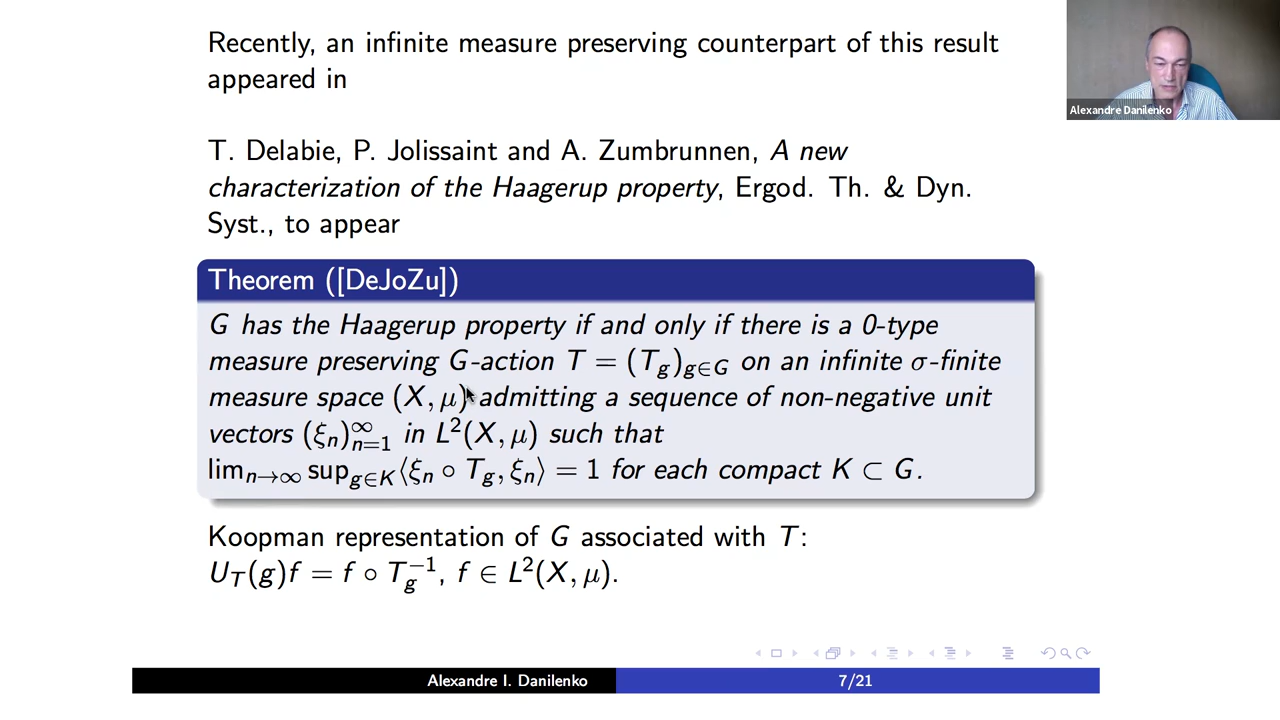 Recently, an infinite measure preserving counterpart of this result
appeared in
Alexandre Danilenko
T. Delabie, P. Jolissaint and A. Zumbrunnen, A new
characterization of the Haagerup property, Ergod. Th. & Dyn.
Syst., to appear
Theorem ([DeJoZu])
G has the Haagerup property if and only if there is a 0-type
measure preserving G-action T = (T_g)_{g∈G} on an infinite σ-finite
measure space (X, μ) admitting a sequence of non-negative unit
vectors (ξ_n)_{n=1}^∞ in L²(X, μ) such that
lim_{n→∞} sup_{g∈K}⟨ξ_n ∘ T_g, ξ_n⟩ = 1 for each compact K ⊂ G.
Koopman representation of G associated with T:
U_T(g)f = f ∘ T_g^{−1}, f ∈ L²(X, μ).
Alexandre I. Danilenko
7/21